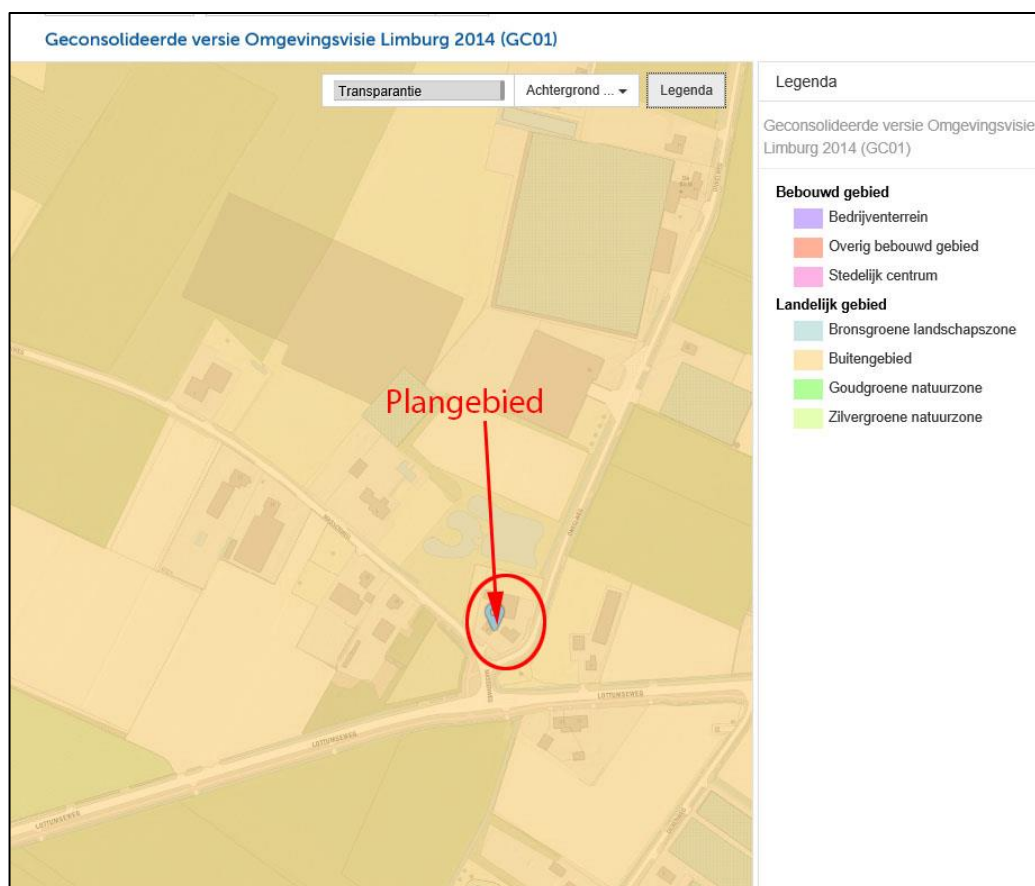 Geconsolideerde versie Omgevingsvisie Limburg 2014 (GC01)
Transparantie
Achtergrond ...
Legenda
Legenda
Geconsolideerde versie Omgevingsvisie
Limburg 2014 (GC01)
Bebouwd gebied
Bedrijventerrein
Overig bebouwd gebied
Stedelijk centrum
Landelijk gebied
Bronsgroene landschapszone
Buitengebied
Goudgroene natuurzone
Zilvergroene natuurzone
Plangebied
LOTTUMSEWEG
LOTTUMSEWEG
LOTTUMSEWEG